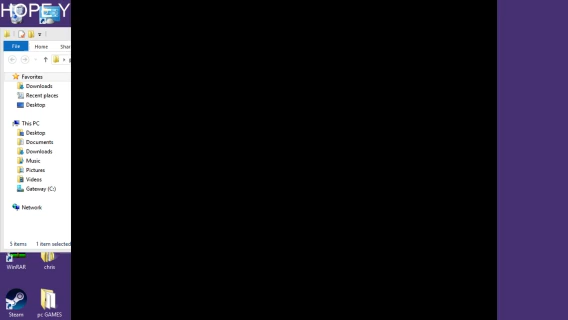 HOPE Y
File Home Shar
Favorites
Downloads
Recent places
Desktop
This PC
Desktop
Documents
Downloads
Music
Pictures
Videos
Gateway (C:)
Network
5 items 1 item selected
WinRAR chris
Steam pc GAMES